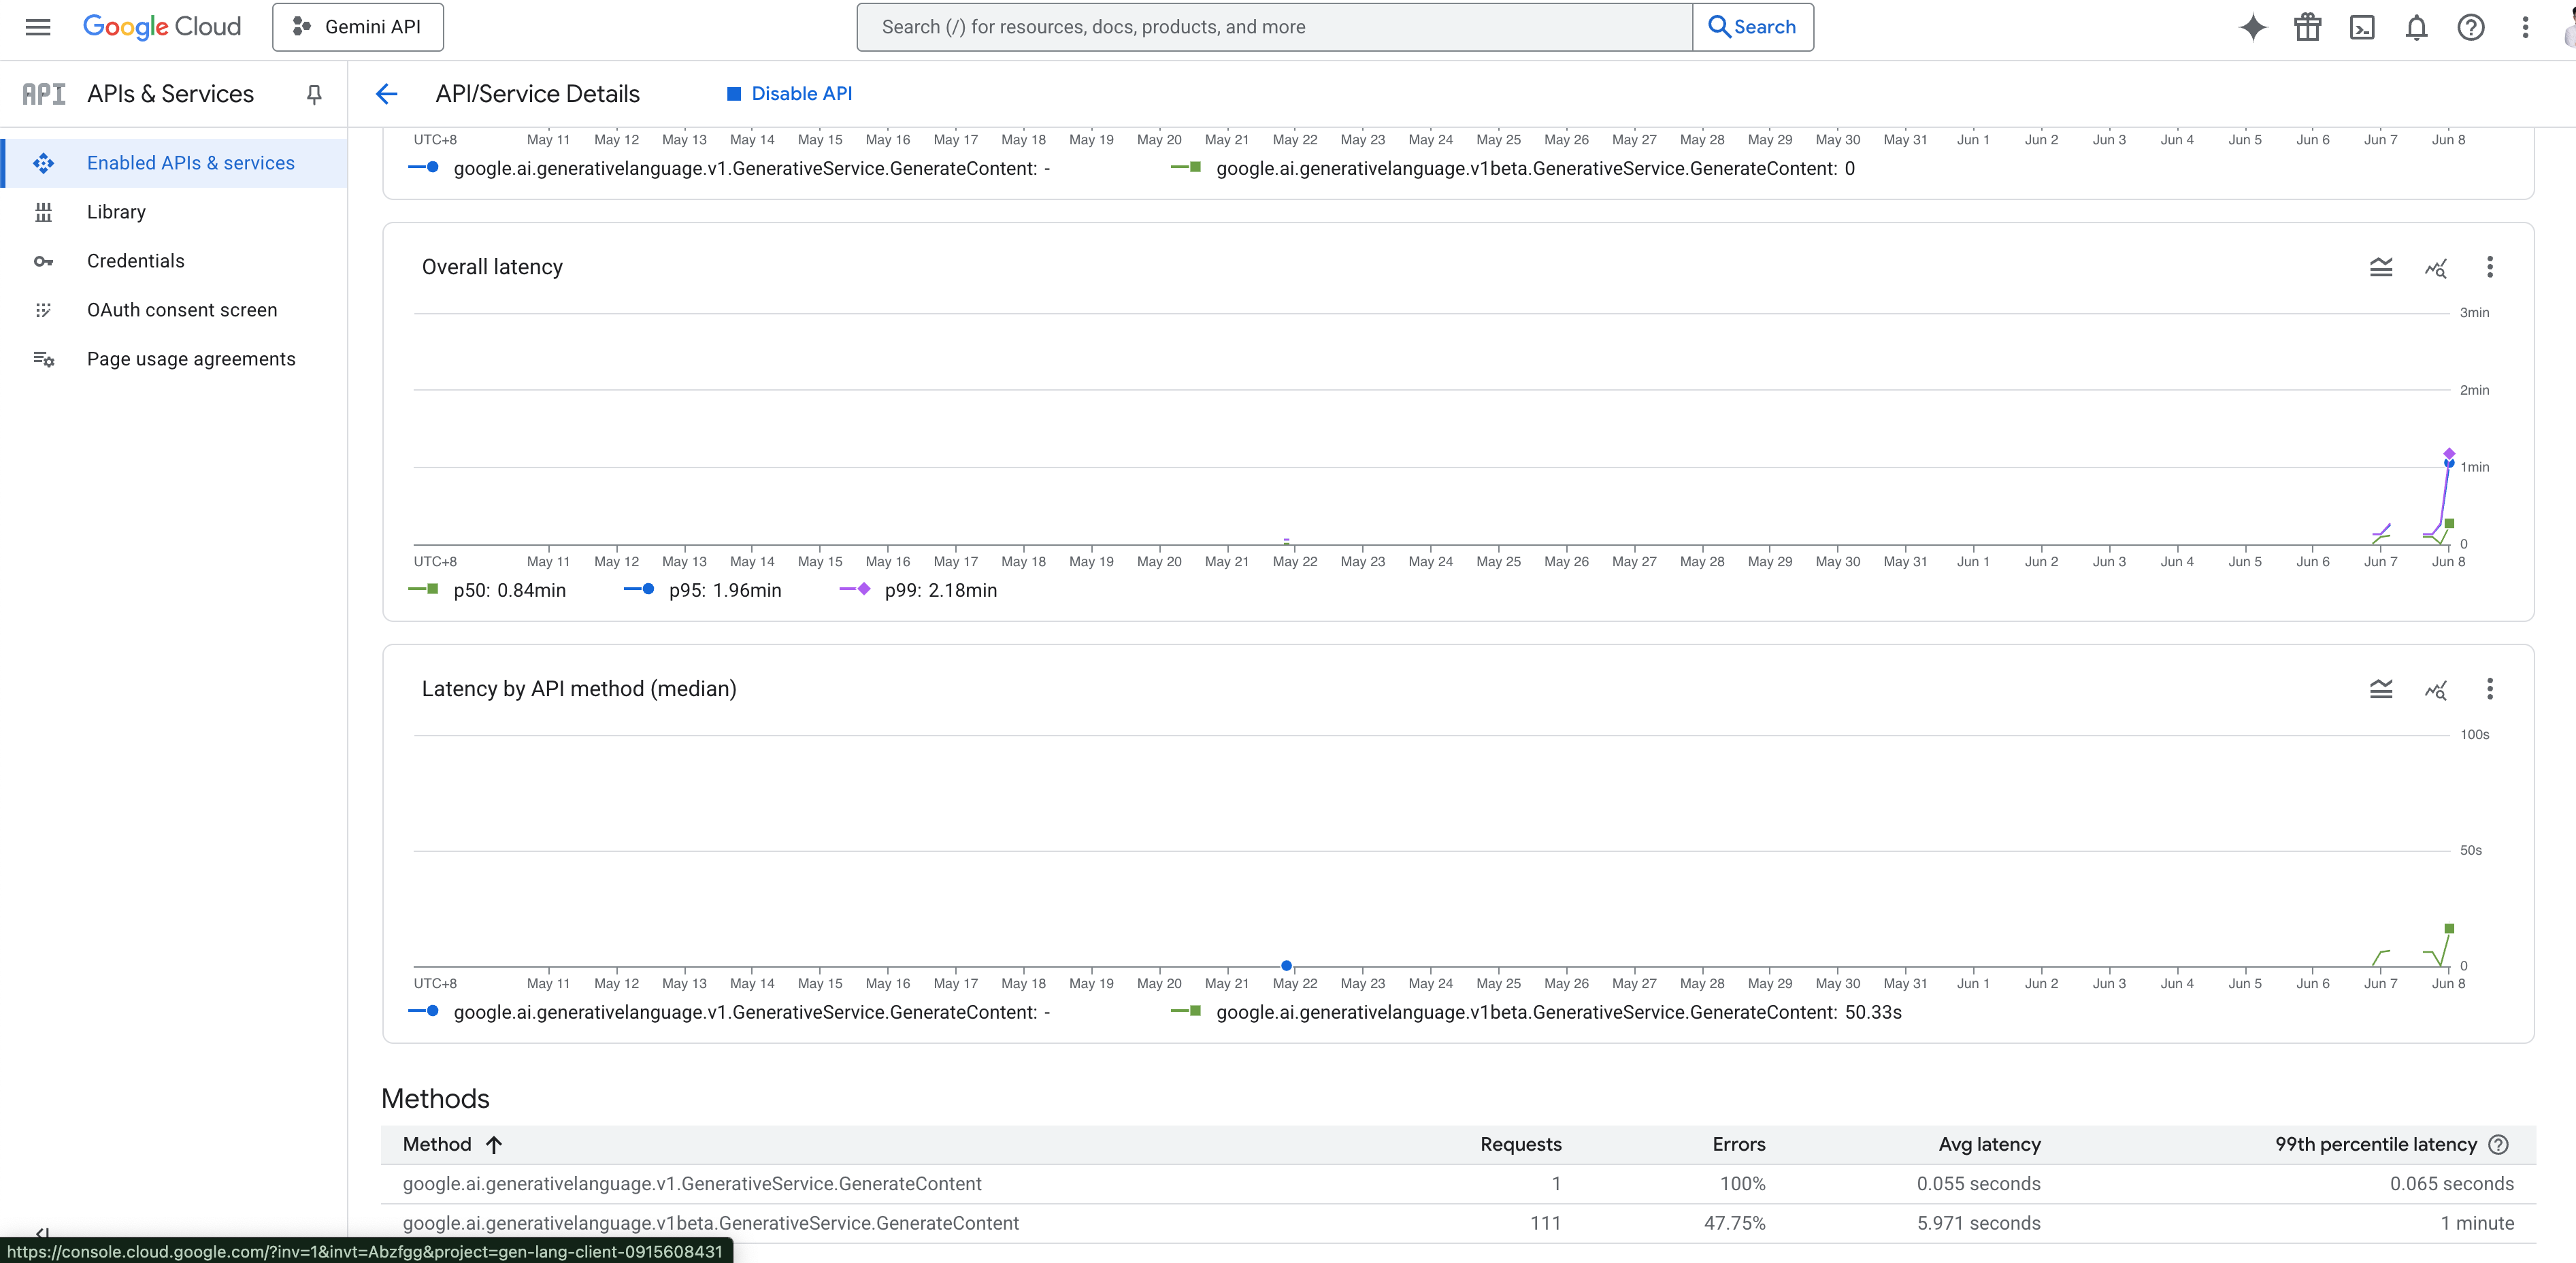 Google Cloud
Gemini API
Search (/) for resources, docs, products, and more
Search
API
APIs & Services
API/Service Details
Disable API
Enabled APIs & services
Library
Credentials
OAuth consent screen
Page usage agreements
UTC+8 May 11 May 12 May 13 May 14 May 15 May 16 May 17 May 18 May 19 May 20 May 21 May 22 May 23 May 24 May 25 May 26 May 27 May 28 May 29 May 30 May 31 Jun 1 Jun 2 Jun 3 Jun 4 Jun 5 Jun 6 Jun 7 Jun 8
google.ai.generativelanguage.v1.GenerativeService.GenerateContent: - google.ai.generativelanguage.v1beta.GenerativeService.GenerateContent: 0
Overall latency
3min
2min
1min
0
UTC+8 May 11 May 12 May 13 May 14 May 15 May 16 May 17 May 18 May 19 May 20 May 21 May 22 May 23 May 24 May 25 May 26 May 27 May 28 May 29 May 30 May 31 Jun 1 Jun 2 Jun 3 Jun 4 Jun 5 Jun 6 Jun 7 Jun 8
p50: 0.84min p95: 1.96min p99: 2.18min
Latency by API method (median)
100s
50s
0
UTC+8 May 11 May 12 May 13 May 14 May 15 May 16 May 17 May 18 May 19 May 20 May 21 May 22 May 23 May 24 May 25 May 26 May 27 May 28 May 29 May 30 May 31 Jun 1 Jun 2 Jun 3 Jun 4 Jun 5 Jun 6 Jun 7 Jun 8
google.ai.generativelanguage.v1.GenerativeService.GenerateContent: - google.ai.generativelanguage.v1beta.GenerativeService.GenerateContent: 50.33s
Methods
Method Requests Errors Avg latency 99th percentile latency
google.ai.generativelanguage.v1.GenerativeService.GenerateContent 1 100% 0.055 seconds 0.065 seconds
google.ai.generativelanguage.v1beta.GenerativeService.GenerateContent 111 47.75% 5.971 seconds 1 minute
https://console.cloud.google.com/?inv=1&invt=Abzfgg&project=gen-lang-client-0915608431